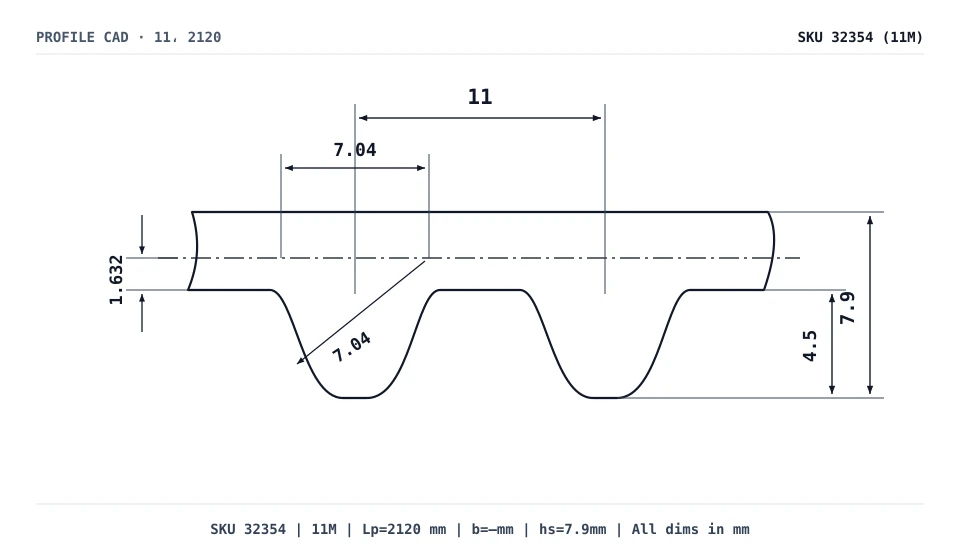 PROFILE CAD · 11, 2120
SKU 32354 (11M)
11
7.04
1.632
7.04
4.5
7.9
SKU 32354 | 11M | Lp=2120 mm | b=—mm | hs=7.9mm | All dims in mm